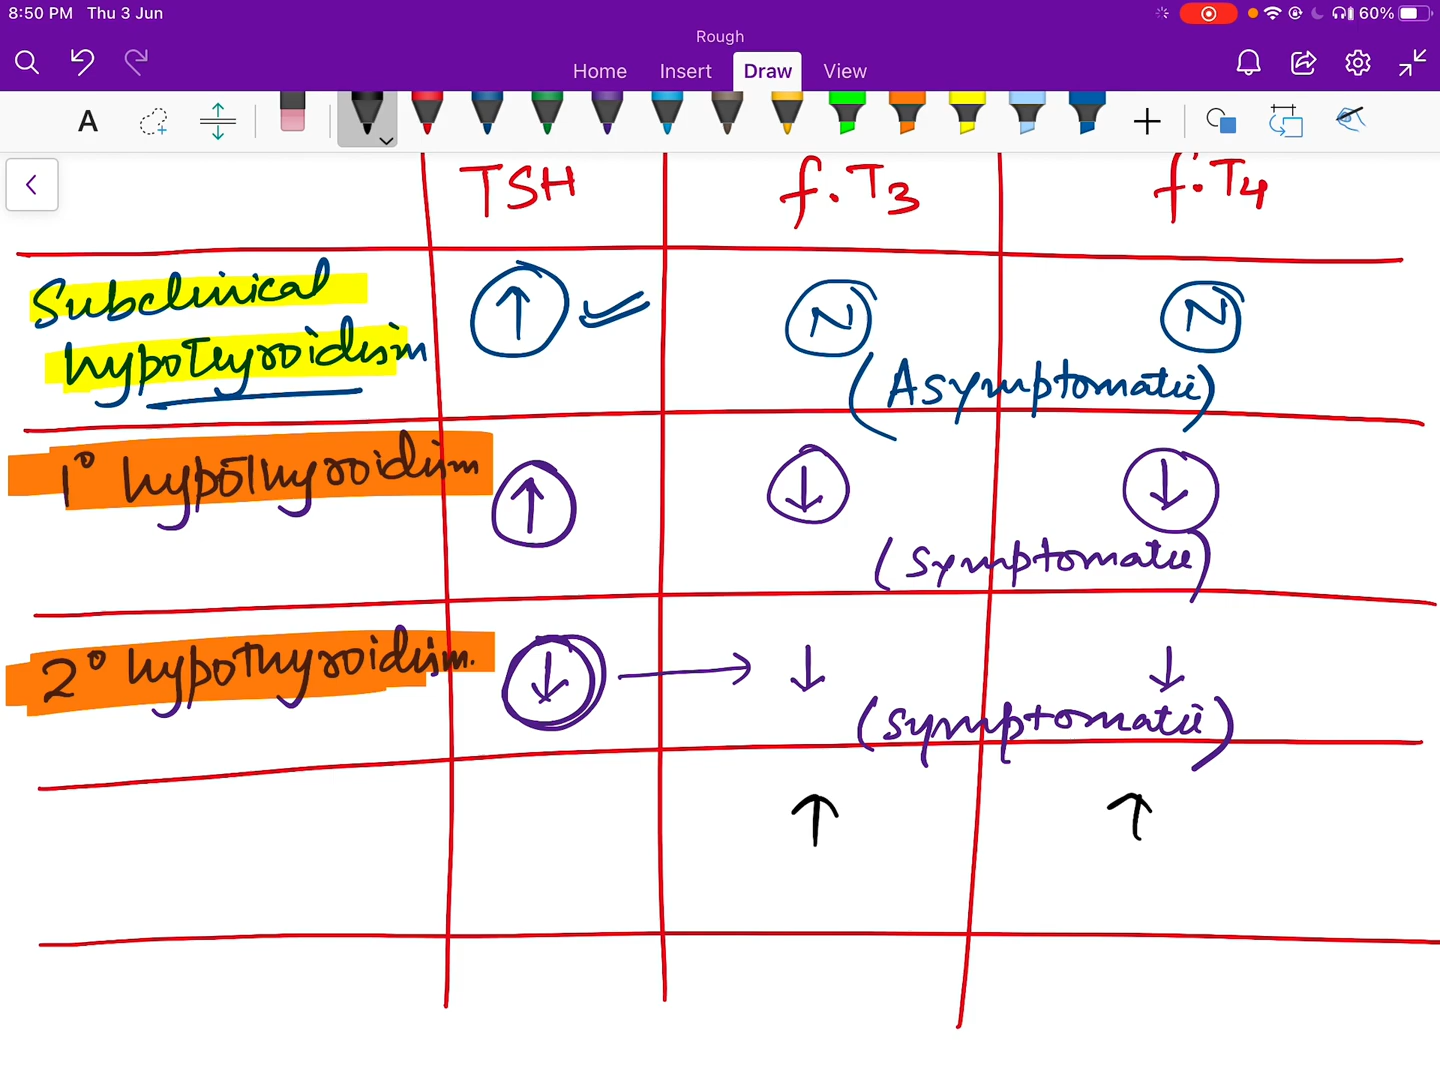 8:50 PM Thu 3 Jun
60%
Rough
Home Insert Draw View
A
TSH f.T3 f.T4
Subclinical ↑ N N
hypothyroidism
(Asymptomatic)
1° hypothyroidism ↑ ↓ ↓
(symptomatic)
2° hypothyroidism. ↓ → ↓ ↓
(symptomatic)
↑ ↑